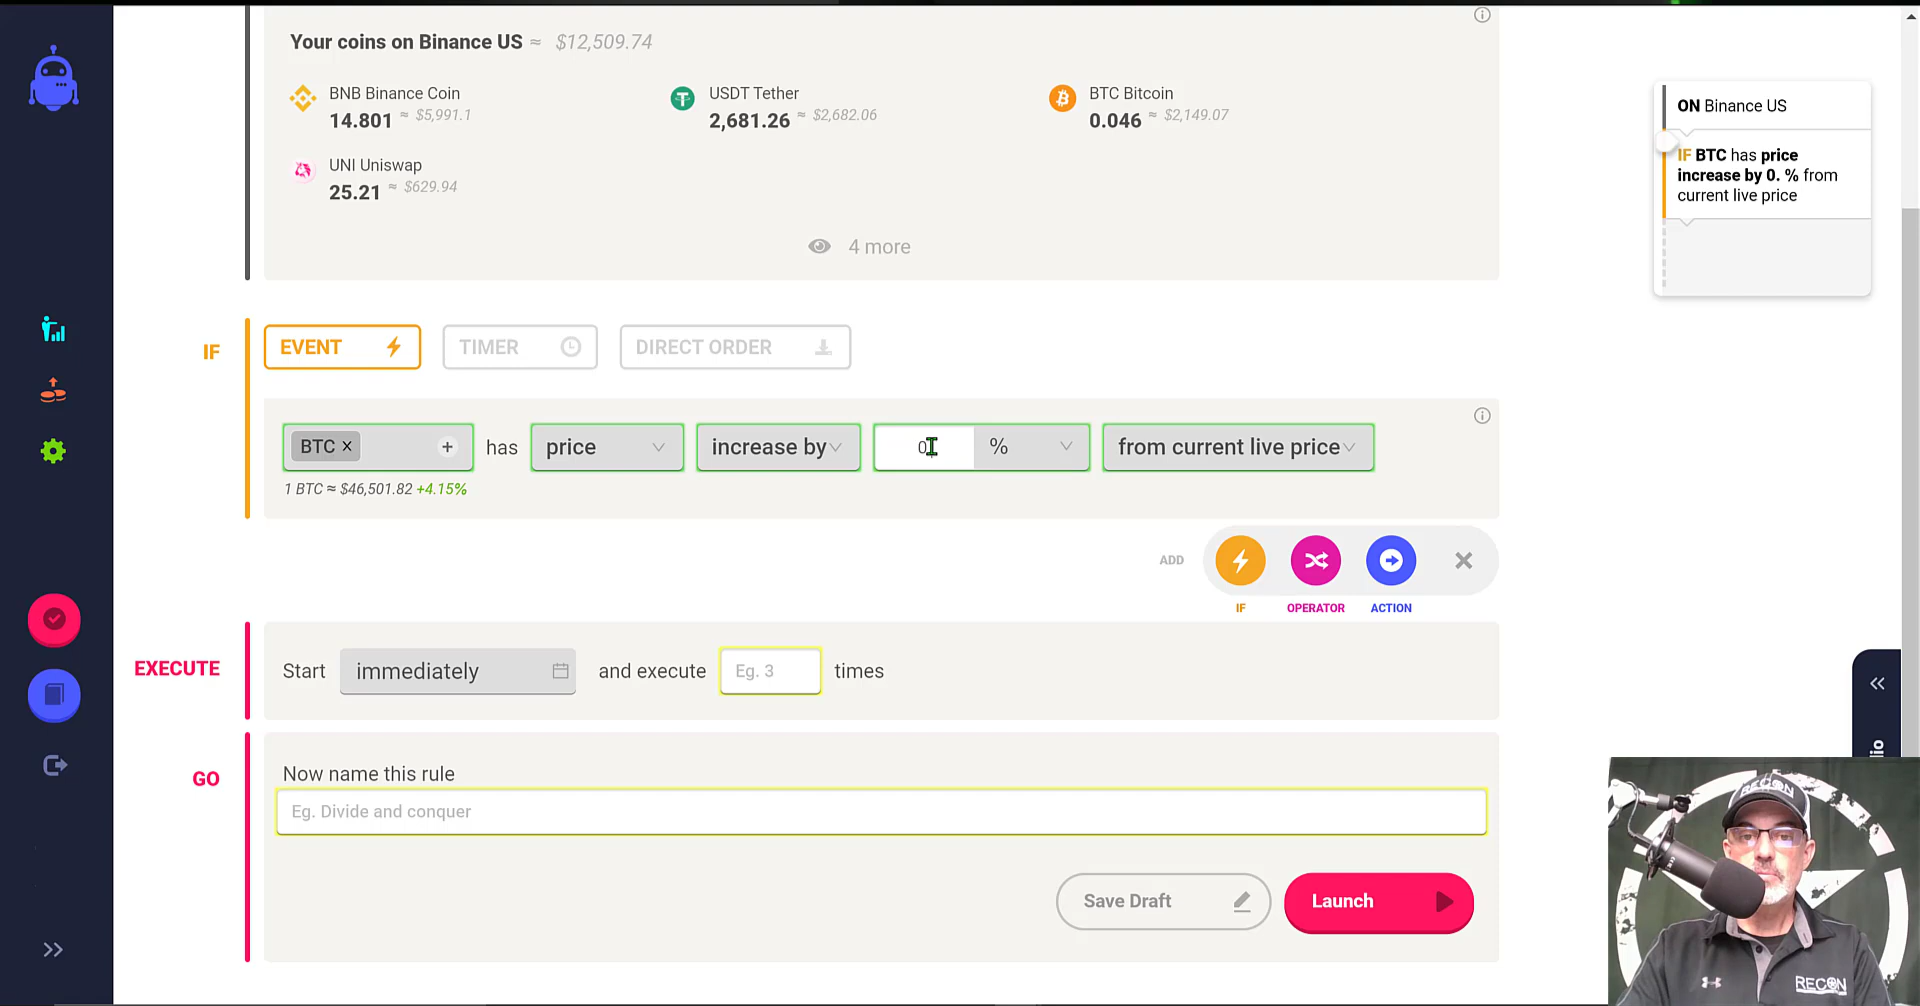 Your coins on Binance US ≈ $12,509.74
BNB Binance Coin
14.801 ≈ $5,991.1
USDT Tether
2,681.26 ≈ $2,682.06
BTC Bitcoin
0.046 ≈ $2,149.07
UNI Uniswap
25.21 ≈ $629.94
4 more
ON Binance US
IF BTC has price
increase by 0. % from
current live price
IF
EVENT
TIMER
DIRECT ORDER
BTC × + has price increase by 0 % from current live price
1 BTC ≈ $46,501.82 +4.15%
ADD
IF
OPERATOR
ACTION
EXECUTE
Start immediately and execute Eg. 3 times
GO
Now name this rule
Eg. Divide and conquer
Save Draft
Launch
RECON
RECON